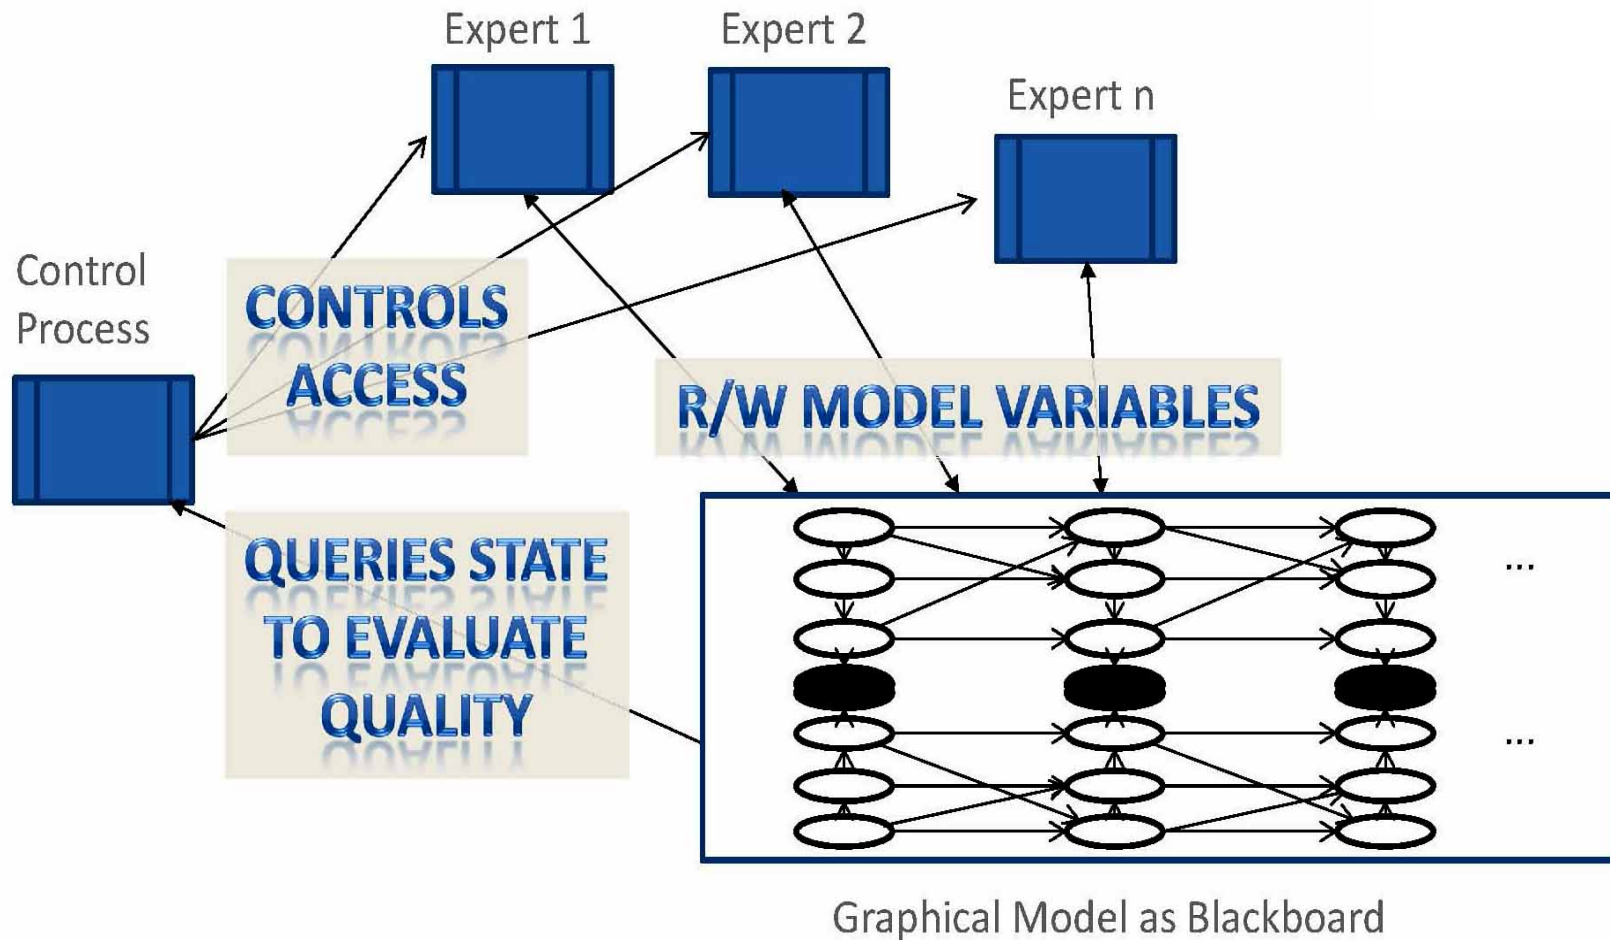 Expert 1
Expert 2
Expert n
Control
Process
CONTROLS
ACCESS
R/W MODEL VARIABLES
QUERIES STATE
TO EVALUATE
QUALITY
...
...
Graphical Model as Blackboard